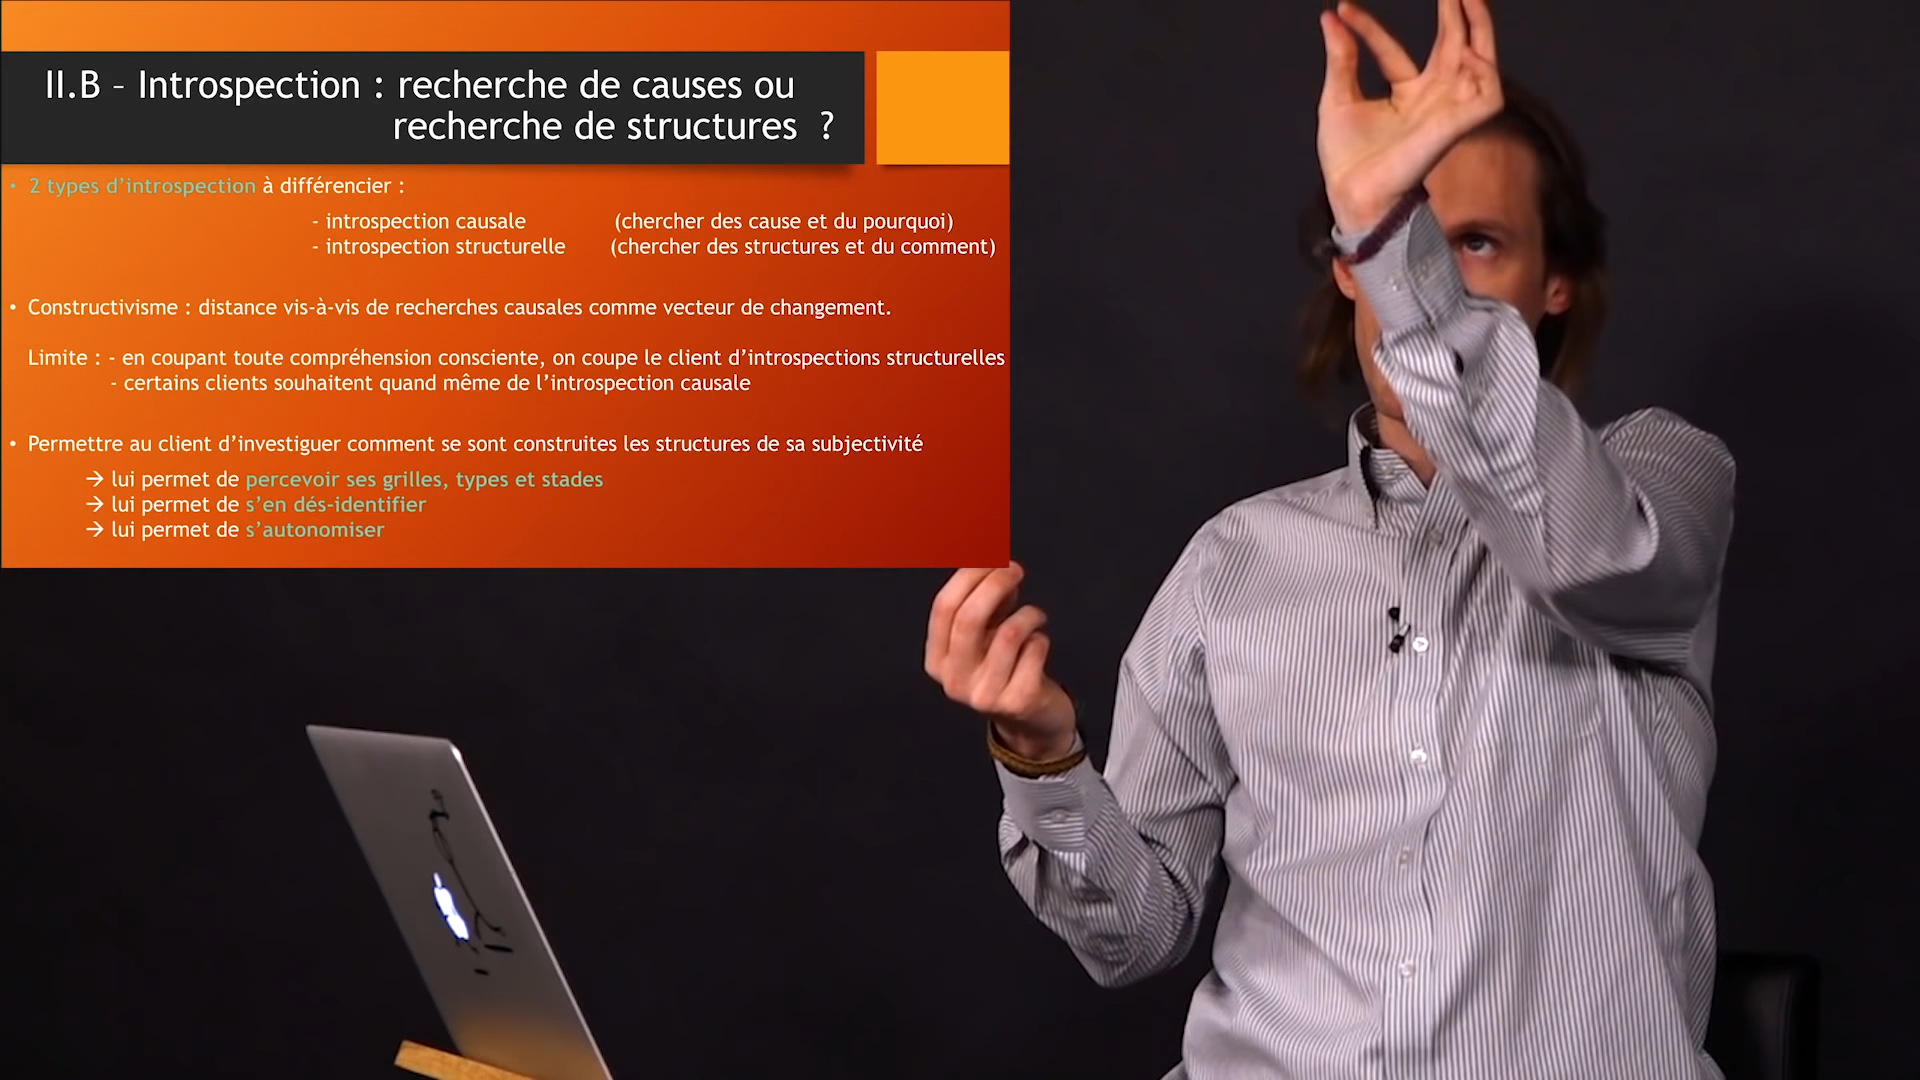 II.B – Introspection : recherche de causes ou
recherche de structures ?
• 2 types d’introspection à différencier :
- introspection causale (chercher des cause et du pourquoi)
- introspection structurelle (chercher des structures et du comment)
• Constructivisme : distance vis-à-vis de recherches causales comme vecteur de changement.
Limite : - en coupant toute compréhension consciente, on coupe le client d’introspections structurelles
- certains clients souhaitent quand même de l’introspection causale
• Permettre au client d’investiguer comment se sont construites les structures de sa subjectivité
→ lui permet de percevoir ses grilles, types et stades
→ lui permet de s’en dés-identifier
→ lui permet de s’autonomiser